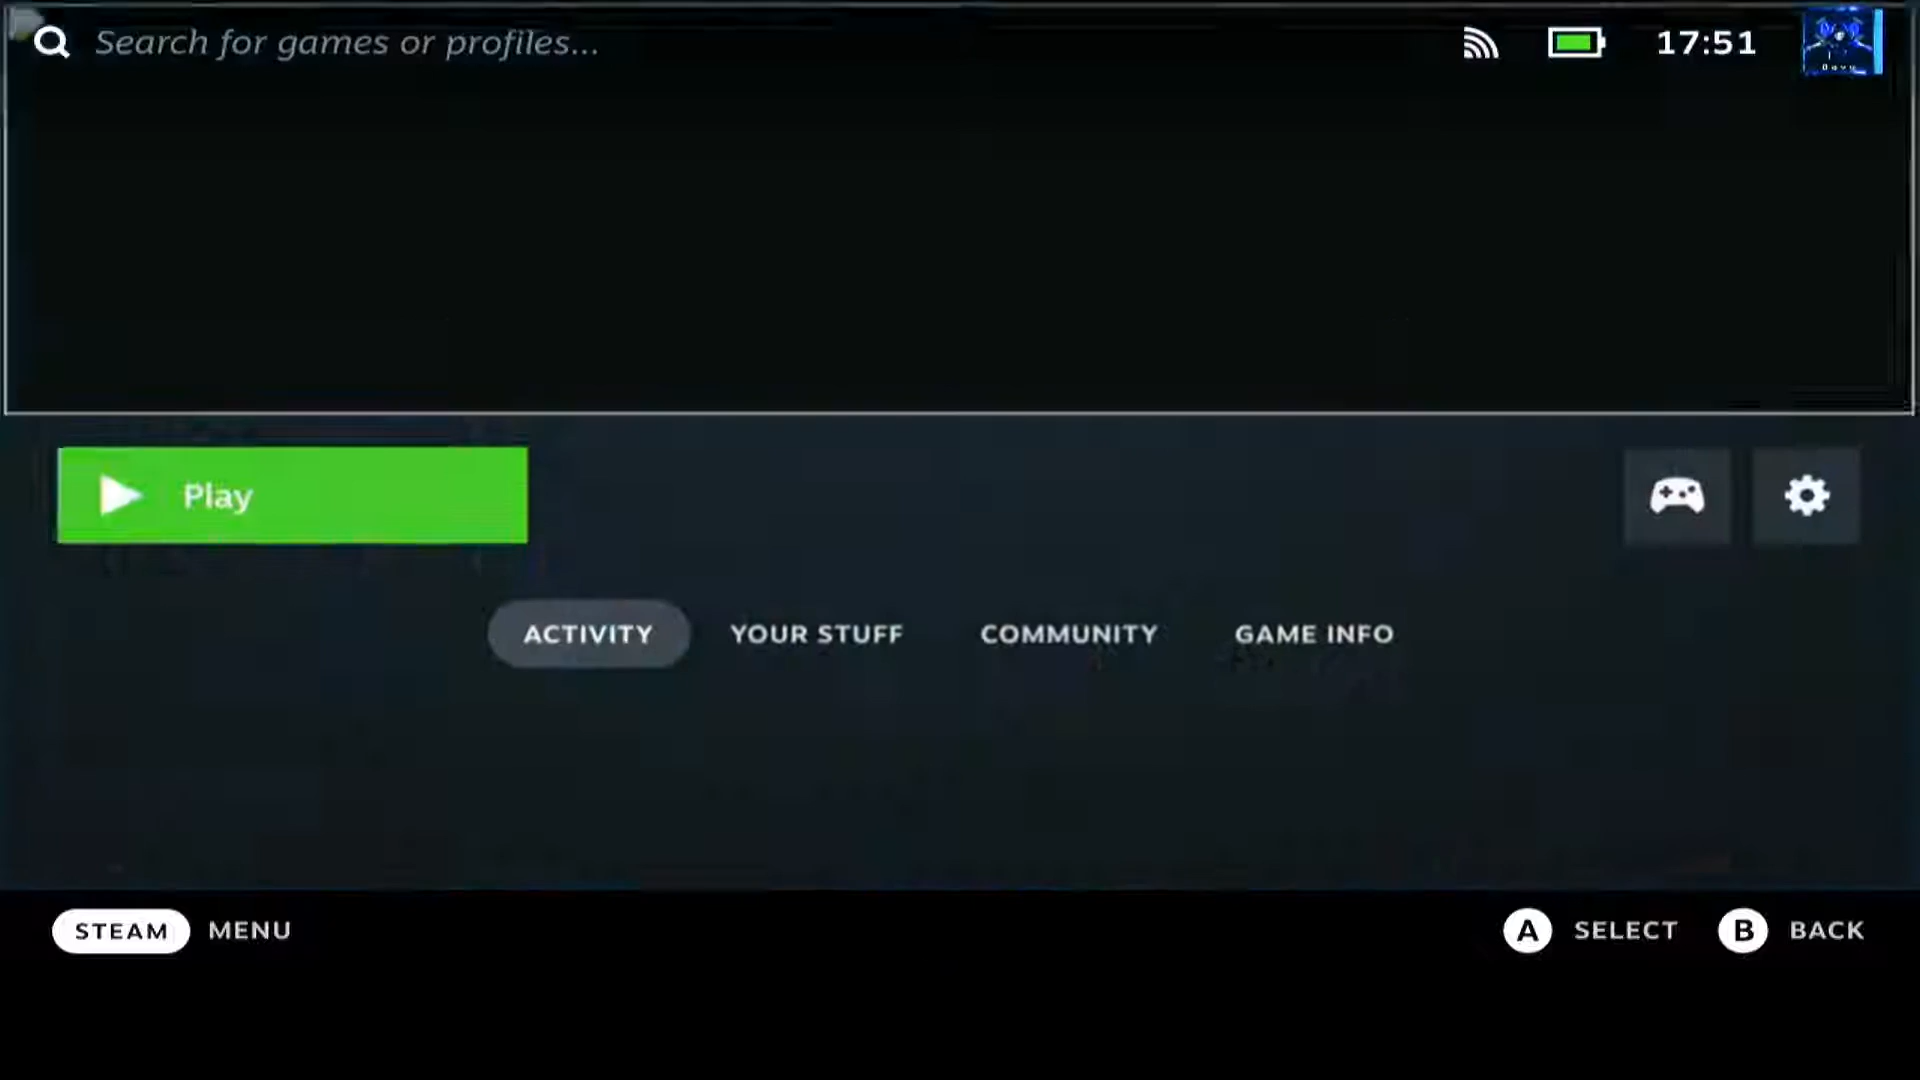 Search for games or profiles...
17:51
Play
ACTIVITY YOUR STUFF COMMUNITY GAME INFO
STEAM MENU
A SELECT B BACK